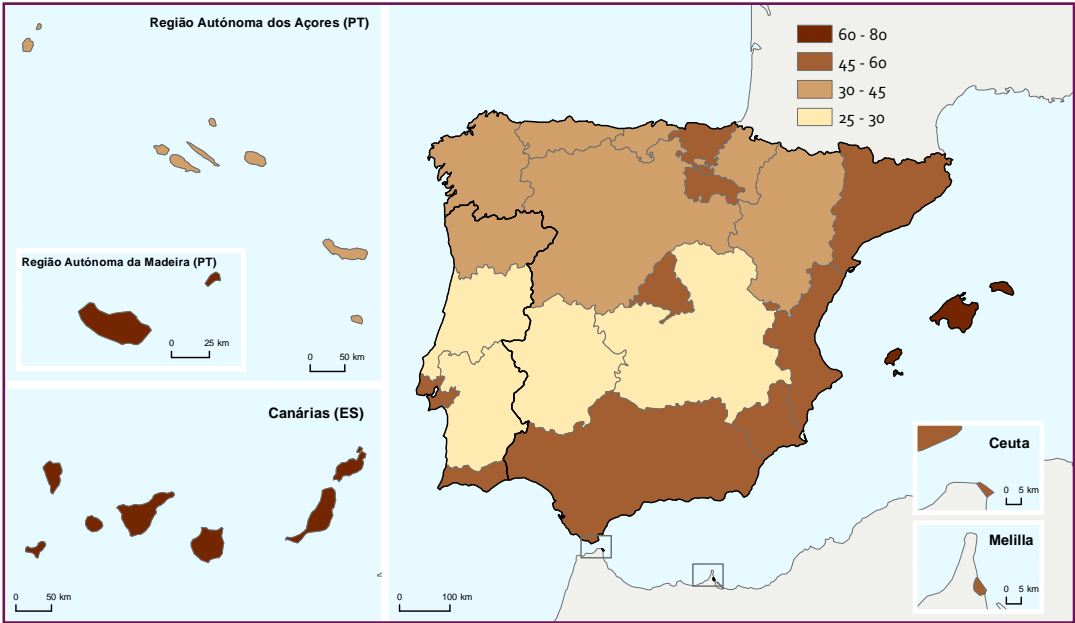 Região Autónoma dos Açores (PT)
Região Autónoma da Madeira (PT)
0 25 km
0 50 km
Canárias (ES)
0 50 km
60 - 80
45 - 60
30 - 45
25 - 30
0 100 km
Ceuta
0 5 km
Melilla
0 5 km